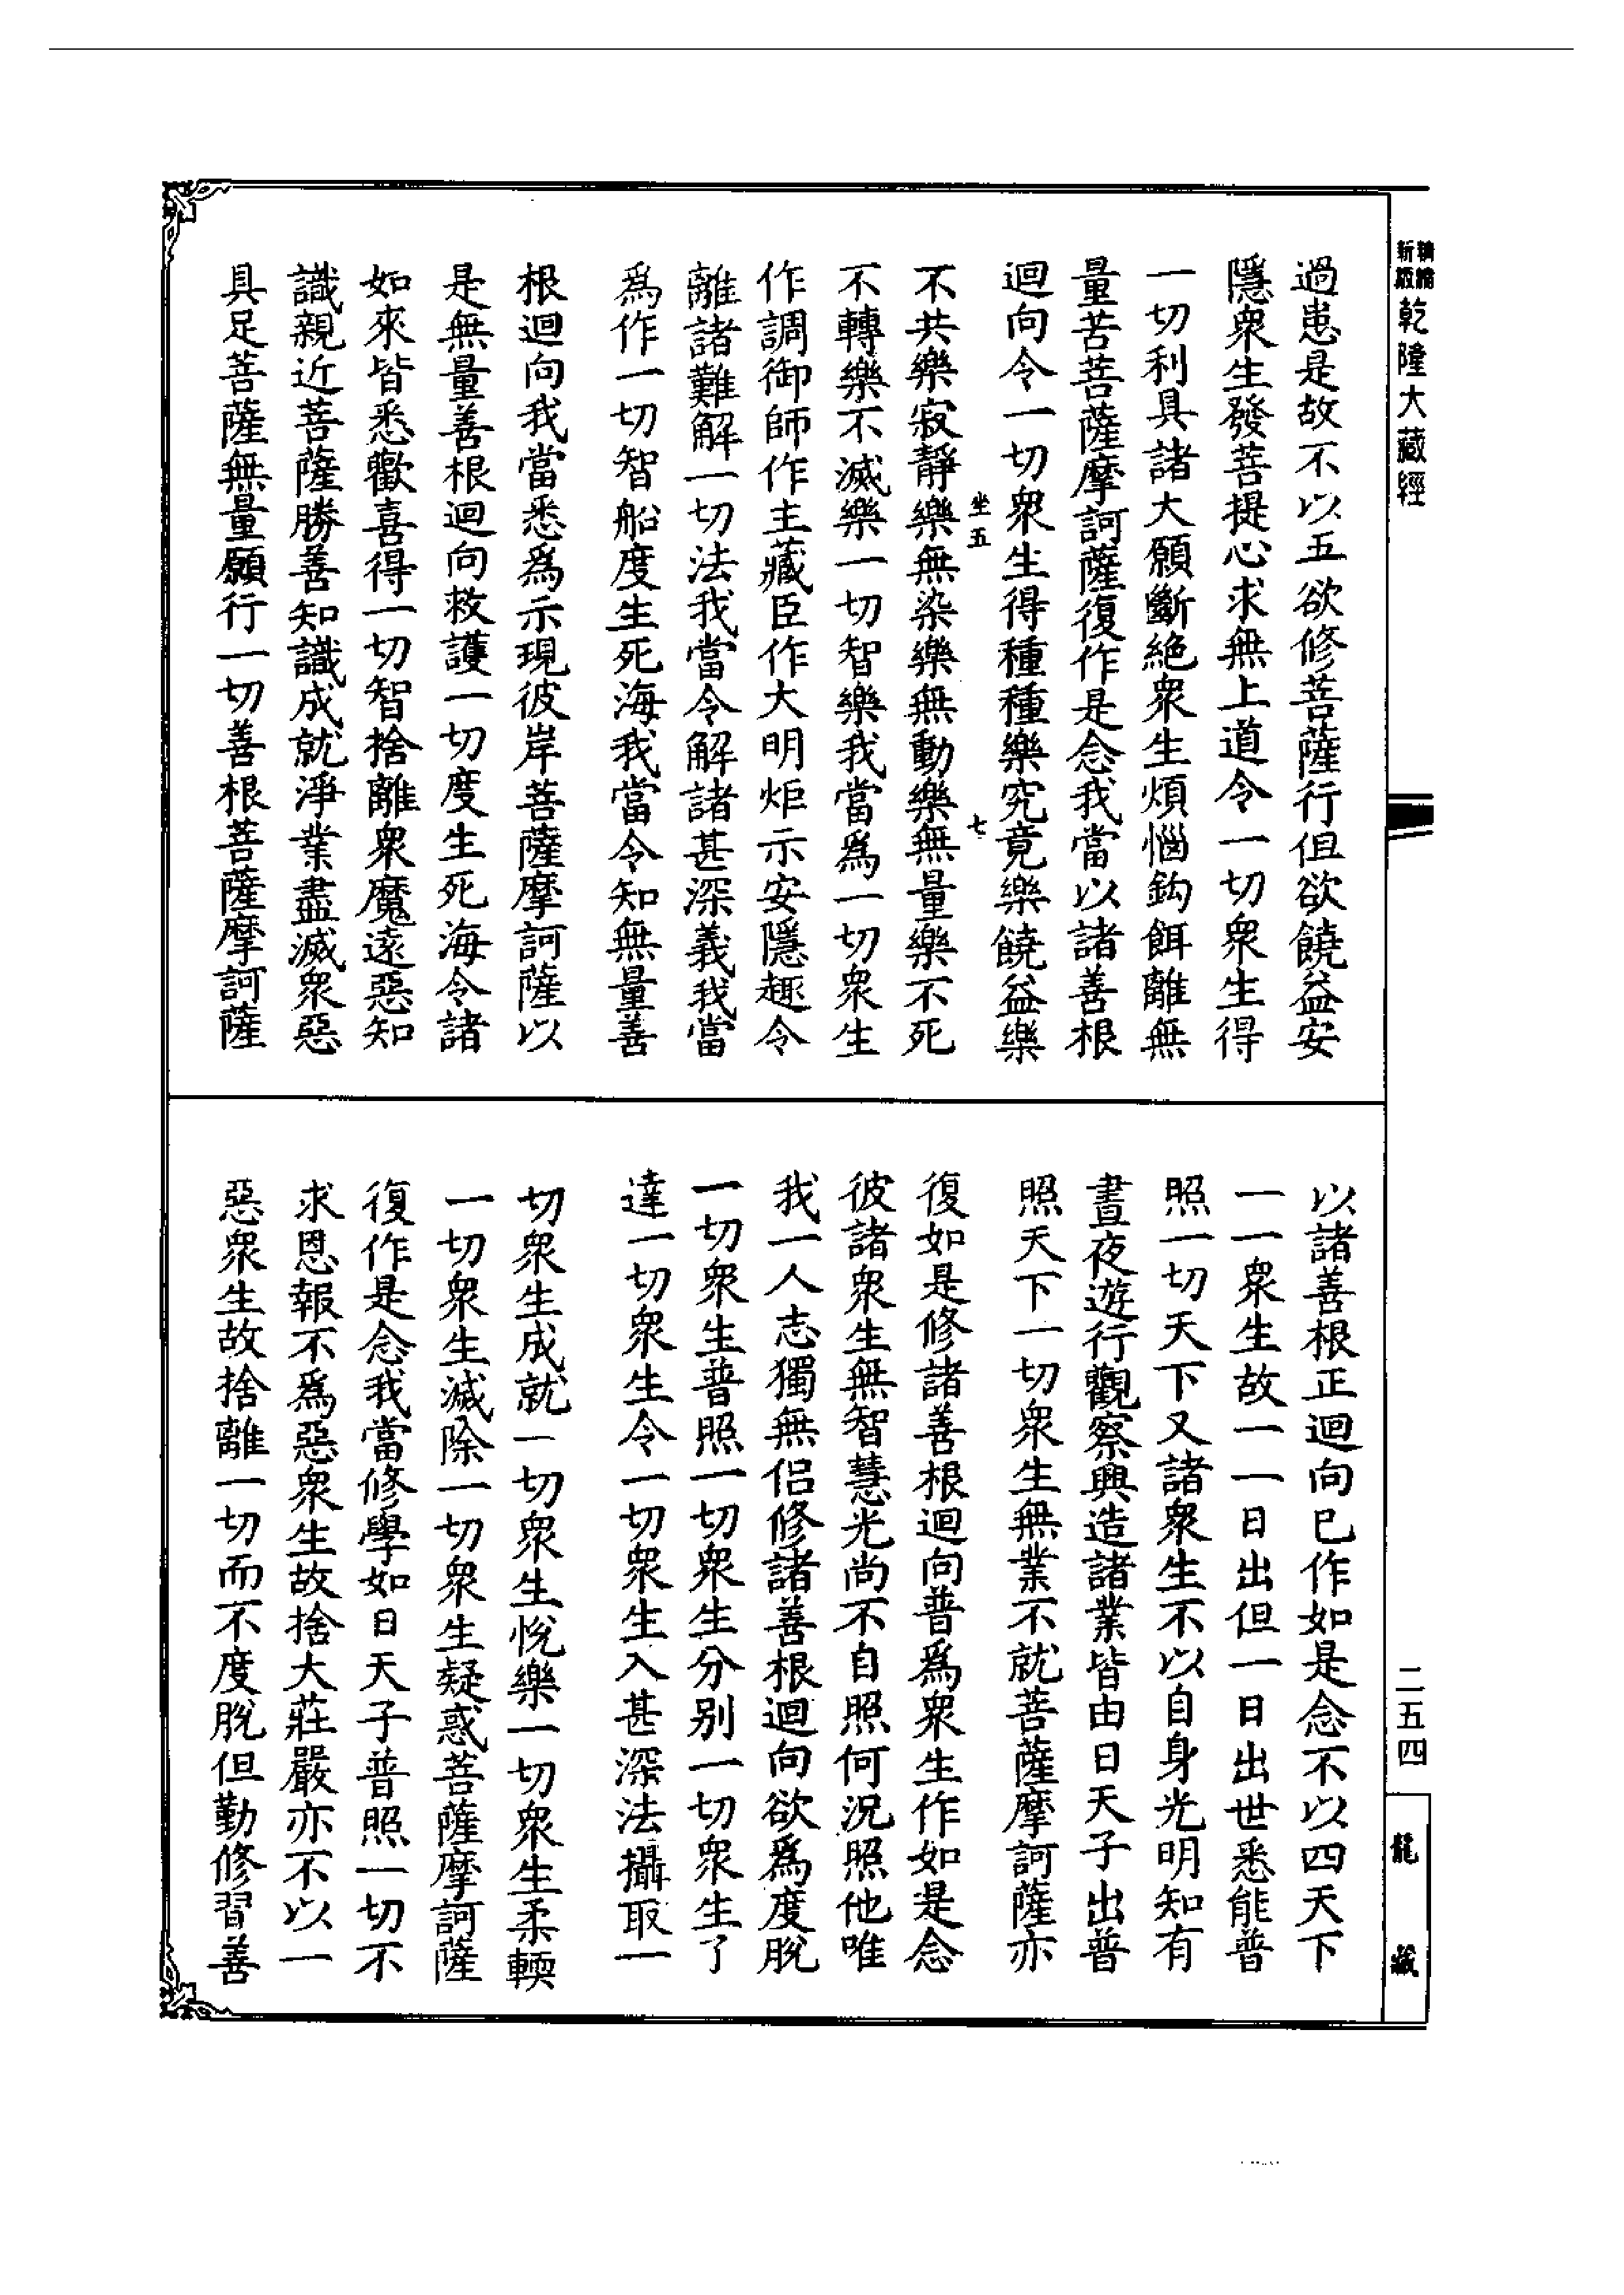 新編縮版乾隆大藏經
過患是故不以五欲修菩薩行但欲饒益安
隱衆生發菩提心求無上道令一切衆生得
一切利具諸大願斷絶衆生煩惱鈎餌離無
量苦菩薩摩訶薩復作是念我當以諸善根
迴向令一切衆生得種種樂究竟樂饒益樂
坐五 七
不共樂寂靜樂無染樂無動樂無量樂不死
不轉樂不滅樂一切智樂我當爲一切衆生
作調御師作主藏臣作大明炬示安隱趣令
離諸難解一切法我當令解諸甚深義我當
爲作一切智船度生死海我當令知無量善
根迴向我當悉爲示現彼岸菩薩摩訶薩以
是無量善根迴向救護一切度生死海令諸
如來皆悉歡喜得一切智捨離衆魔遠惡知
識親近菩薩勝善知識成就淨業盡滅衆惡
具足菩薩無量願行一切善根菩薩摩訶薩
以諸善根正迴向已作如是念不以四天下
一一衆生故一一日出但一日出世悉能普
照一切天下又諸衆生不以自身光明知有
晝夜遊行觀察興造諸業皆由日天子出普
照天下一切衆生無業不就菩薩摩訶薩亦
復如是修諸善根迴向普爲衆生作如是念
彼諸衆生無智慧光尚不自照何況照他唯
我一人志獨無侣修諸善根迴向欲爲度脫
一切衆生普照一切衆生分别一切衆生了
達一切衆生令一切衆生入甚深法攝取一
切衆生成就一切衆生悅樂一切衆生柔輭
一切衆生滅除一切衆生疑惑菩薩摩訶薩
復作是念我當修學如日天子普照一切不
求恩報不爲惡衆生故捨大莊嚴亦不以一
惡衆生故捨離一切而不度脫但勤修習善
二五四
龍藏